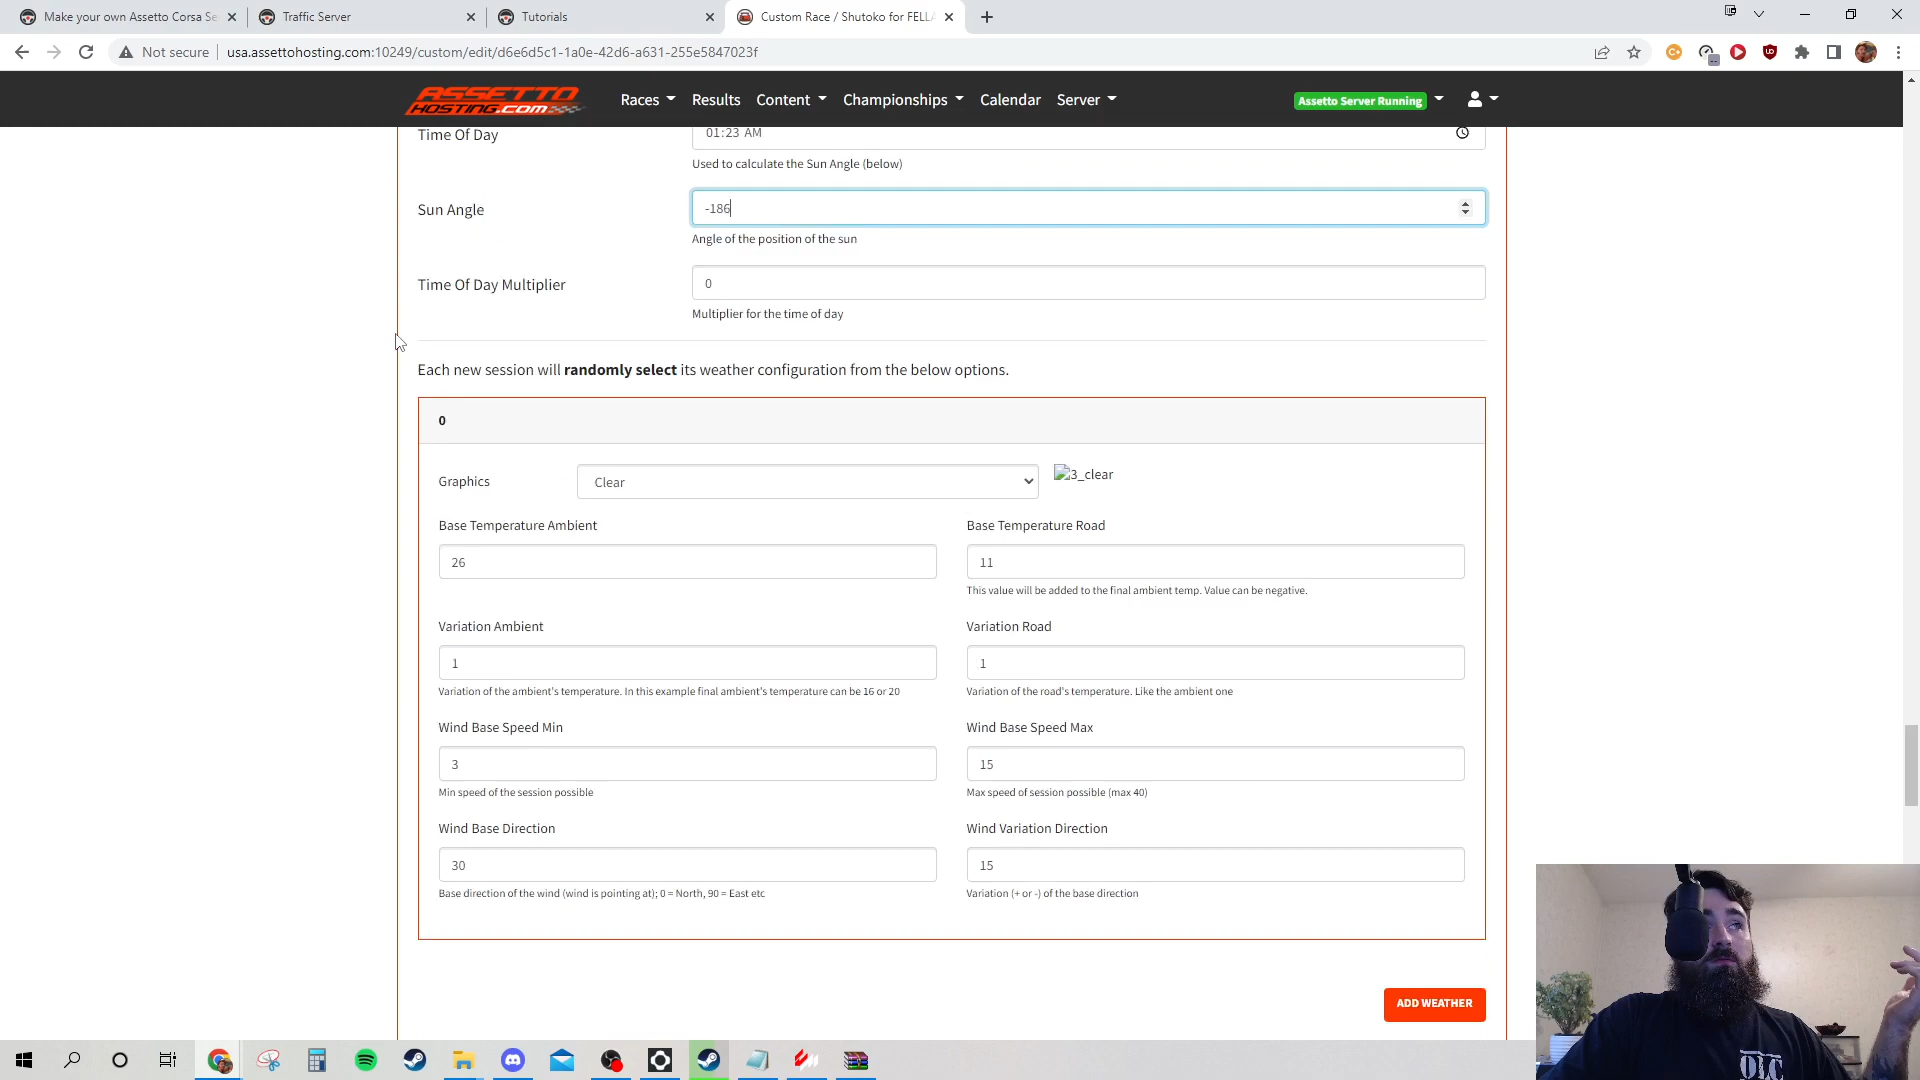 Make your own Assetto Corsa Se
Traffic Server
Tutorials
Custom Race / Shutoko for FELLA
Not secure
usa.assettohosting.com:10249/custom/edit/d6e6d5c1-1a0e-42d6-a631-255e5847023f
ASSETTO
HOSTING.COM
Races
Results
Content
Championships
Calendar
Server
Assetto Server Running
Time Of Day
01:23 AM
Used to calculate the Sun Angle (below)
Sun Angle
-186
Angle of the position of the sun
Time Of Day Multiplier
0
Multiplier for the time of day
Each new session will randomly select its weather configuration from the below options.
0
Graphics
Clear
3_clear
Base Temperature Ambient
Base Temperature Road
26
11
This value will be added to the final ambient temp. Value can be negative.
Variation Ambient
Variation Road
1
1
Variation of the ambient's temperature. In this example final ambient's temperature can be 16 or 20
Variation of the road's temperature. Like the ambient one
Wind Base Speed Min
Wind Base Speed Max
3
15
Min speed of the session possible
Max speed of session possible (max 40)
Wind Base Direction
Wind Variation Direction
30
15
Base direction of the wind (wind is pointing at); 0 = North, 90 = East etc
Variation (+ or -) of the base direction
ADD WEATHER
OLC